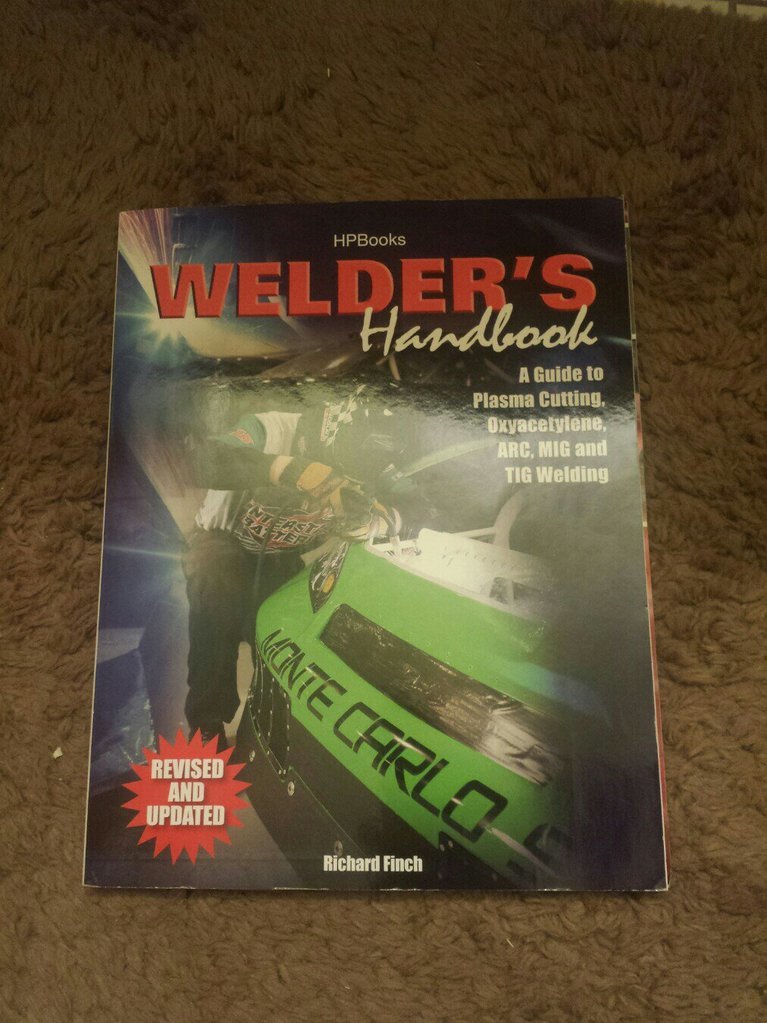 HPBooks
WELDER'S
Handbook
A Guide to
Plasma Cutting,
Oxyacetylene,
ARC, MIG and
TIG Welding
MONTE CARLO
REVISED
AND
UPDATED
Richard Finch